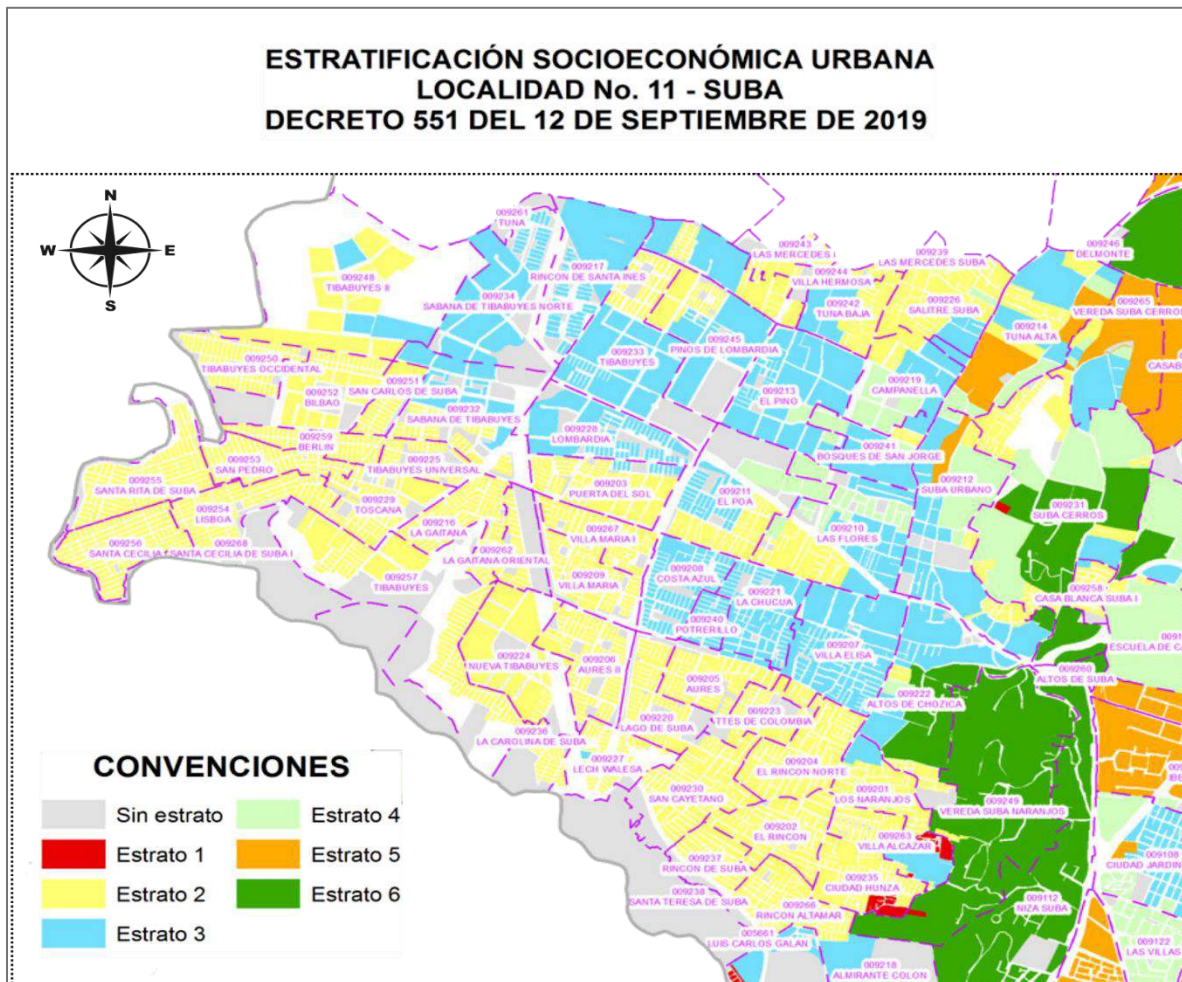 ESTRATIFICACIÓN SOCIOECONÓMICA URBANA
LOCALIDAD No. 11 - SUBA
DECRETO 551 DEL 12 DE SEPTIEMBRE DE 2019
N
W
E
S
009261
TUNA
009217
RINCON DE SANTA INES
009243
LAS MERCEDES I
009239
LAS MERCEDES SUBA
009246
DELMONTE
009248
TIBABUYES II
009244
VILLA HERMOSA
009234
SABANA DE TIBABUYES NORTE
009242
TUNA BAJA
009226
SALITRE SUBA
009265
VEREDA SUBA CERROS
009214
TUNA ALTA
009245
PINOS DE LOMBARDIA
009233
TIBABUYES
009250
TIBABUYES OCCIDENTAL
009251
SAN CARLOS DE SUBA
009252
BILBAO
009213
EL PINO
009219
CAMPANELLA
009232
SABANA DE TIBABUYES
009228
LOMBARDIA
009259
BERLIN
009241
BOSQUES DE SAN JORGE
009253
SAN PEDRO
009225
TIBABUYES UNIVERSAL
009255
SANTA RITA DE SUBA
009203
PUERTA DEL SOL
009212
SUBA URBANO
009211
EL POA
009229
TOSCANA
009254
LISBOA
009231
SUBA CERROS
009216
LA GAITANA
009267
VILLA MARIA I
009210
LAS FLORES
009256
SANTA CECILIA
009268
SANTA CECILIA DE SUBA I
009262
LA GAITANA ORIENTAL
009257
TIBABUYES
009209
VILLA MARIA
009208
COSTA AZUL
009221
LA CHUCUA
009258
CASA BLANCA SUBA I
009240
POTRERILLO
009207
VILLA ELISA
009224
NUEVA TIBABUYES
009206
AURES II
009205
AURES
009260
ALTOS DE SUBA
009222
ALTOS DE CHOZICA
009220
LAGO DE SUBA
009223
TTES DE COLOMBIA
009236
LA CAROLINA DE SUBA
009227
LECH WALESA
009204
EL RINCON NORTE
009230
SAN CAYETANO
009201
LOS NARANJOS
009249
VEREDA SUBA NARANJOS
009202
EL RINCON
009263
VILLA ALCAZAR
009237
RINCON DE SUBA
009235
CIUDAD HUNZA
009108
CIUDAD JARDIN
009238
SANTA TERESA DE SUBA
009266
RINCON ALTAMAR
009112
NIZA SUBA
005661
LUIS CARLOS GALAN
009122
LAS VILLAS
009218
ALMIRANTE COLON
CONVENCIONES
Sin estrato
Estrato 4
Estrato 1
Estrato 5
Estrato 2
Estrato 6
Estrato 3